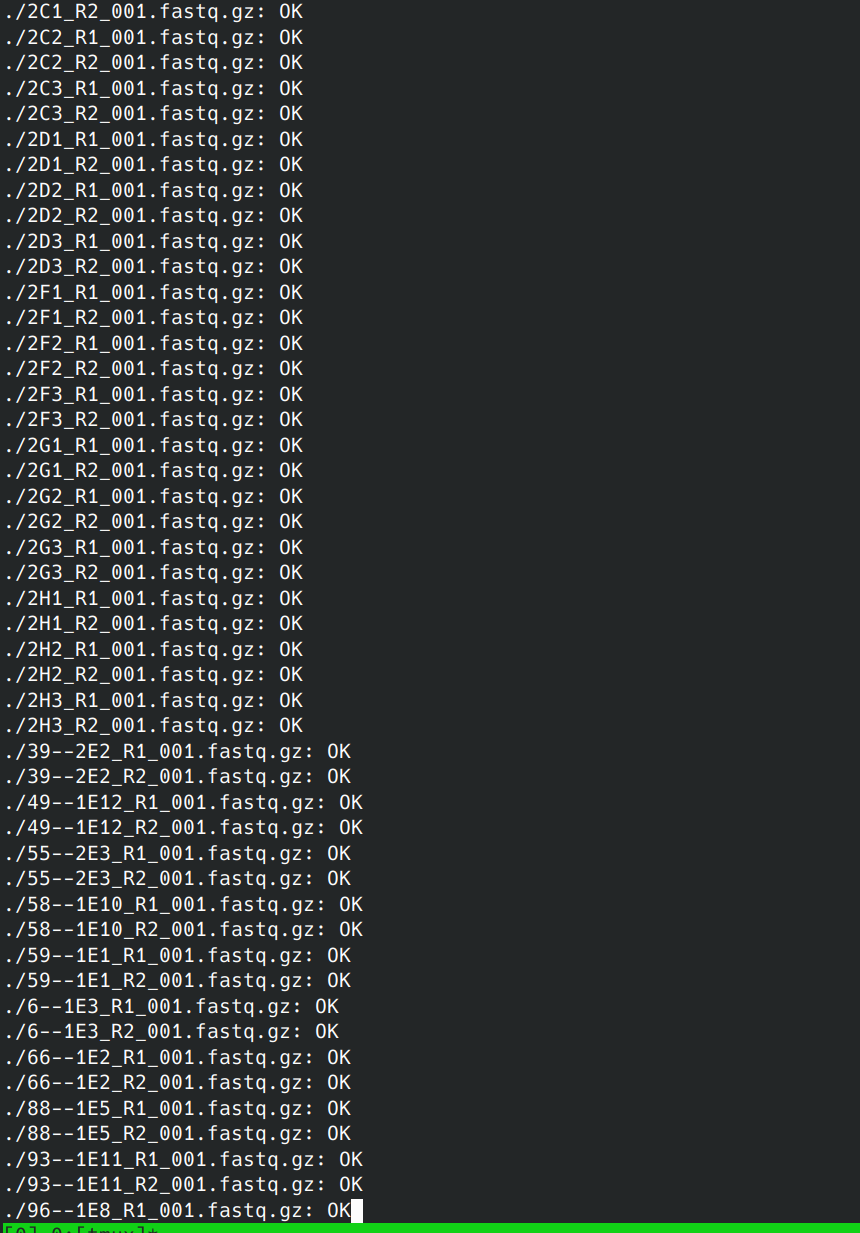 ./2C1_R2_001.fastq.gz: OK
./2C2_R1_001.fastq.gz: OK
./2C2_R2_001.fastq.gz: OK
./2C3_R1_001.fastq.gz: OK
./2C3_R2_001.fastq.gz: OK
./2D1_R1_001.fastq.gz: OK
./2D1_R2_001.fastq.gz: OK
./2D2_R1_001.fastq.gz: OK
./2D2_R2_001.fastq.gz: OK
./2D3_R1_001.fastq.gz: OK
./2D3_R2_001.fastq.gz: OK
./2F1_R1_001.fastq.gz: OK
./2F1_R2_001.fastq.gz: OK
./2F2_R1_001.fastq.gz: OK
./2F2_R2_001.fastq.gz: OK
./2F3_R1_001.fastq.gz: OK
./2F3_R2_001.fastq.gz: OK
./2G1_R1_001.fastq.gz: OK
./2G1_R2_001.fastq.gz: OK
./2G2_R1_001.fastq.gz: OK
./2G2_R2_001.fastq.gz: OK
./2G3_R1_001.fastq.gz: OK
./2G3_R2_001.fastq.gz: OK
./2H1_R1_001.fastq.gz: OK
./2H1_R2_001.fastq.gz: OK
./2H2_R1_001.fastq.gz: OK
./2H2_R2_001.fastq.gz: OK
./2H3_R1_001.fastq.gz: OK
./2H3_R2_001.fastq.gz: OK
./39--2E2_R1_001.fastq.gz: OK
./39--2E2_R2_001.fastq.gz: OK
./49--1E12_R1_001.fastq.gz: OK
./49--1E12_R2_001.fastq.gz: OK
./55--2E3_R1_001.fastq.gz: OK
./55--2E3_R2_001.fastq.gz: OK
./58--1E10_R1_001.fastq.gz: OK
./58--1E10_R2_001.fastq.gz: OK
./59--1E1_R1_001.fastq.gz: OK
./59--1E1_R2_001.fastq.gz: OK
./6--1E3_R1_001.fastq.gz: OK
./6--1E3_R2_001.fastq.gz: OK
./66--1E2_R1_001.fastq.gz: OK
./66--1E2_R2_001.fastq.gz: OK
./88--1E5_R1_001.fastq.gz: OK
./88--1E5_R2_001.fastq.gz: OK
./93--1E11_R1_001.fastq.gz: OK
./93--1E11_R2_001.fastq.gz: OK
./96--1E8_R1_001.fastq.gz: OK
[0] 0:[tmux]*